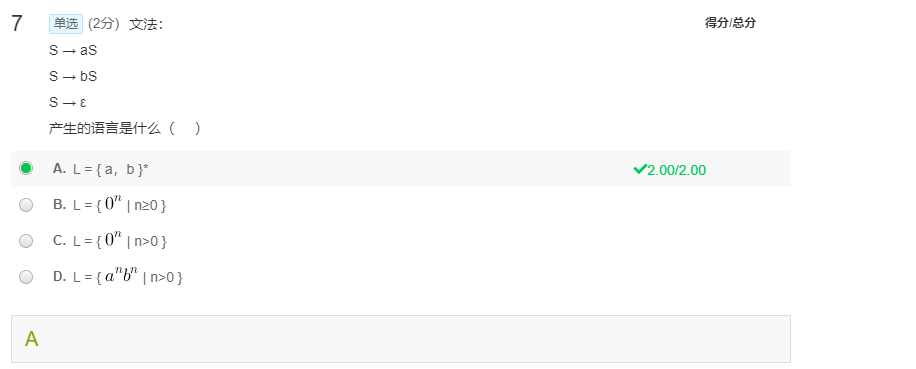 7 单选 (2分) 文法： 得分/总分
S → aS
S → bS
S → ε
产生的语言是什么（ ）
A. L = { a，b }* 2.00/2.00
B. L = { 0ⁿ | n≥0 }
C. L = { 0ⁿ | n>0 }
D. L = { aⁿbⁿ | n>0 }
A